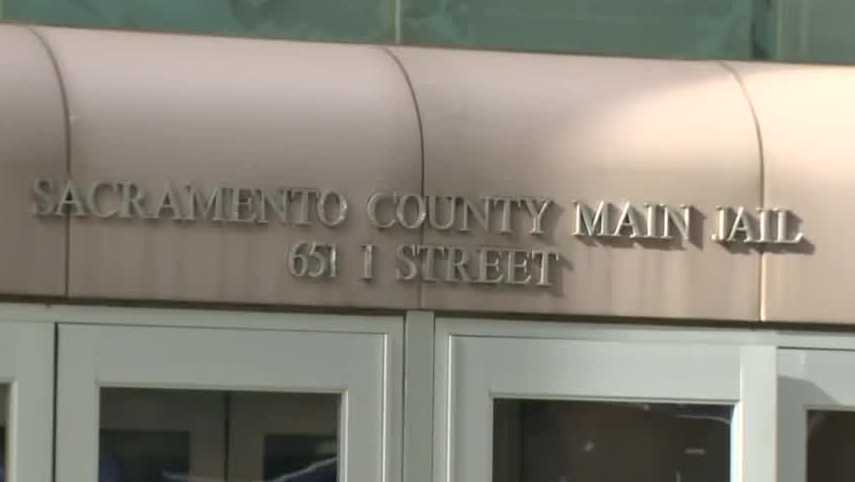 SACRAMENTO COUNTY MAIN JAIL
651 I STREET